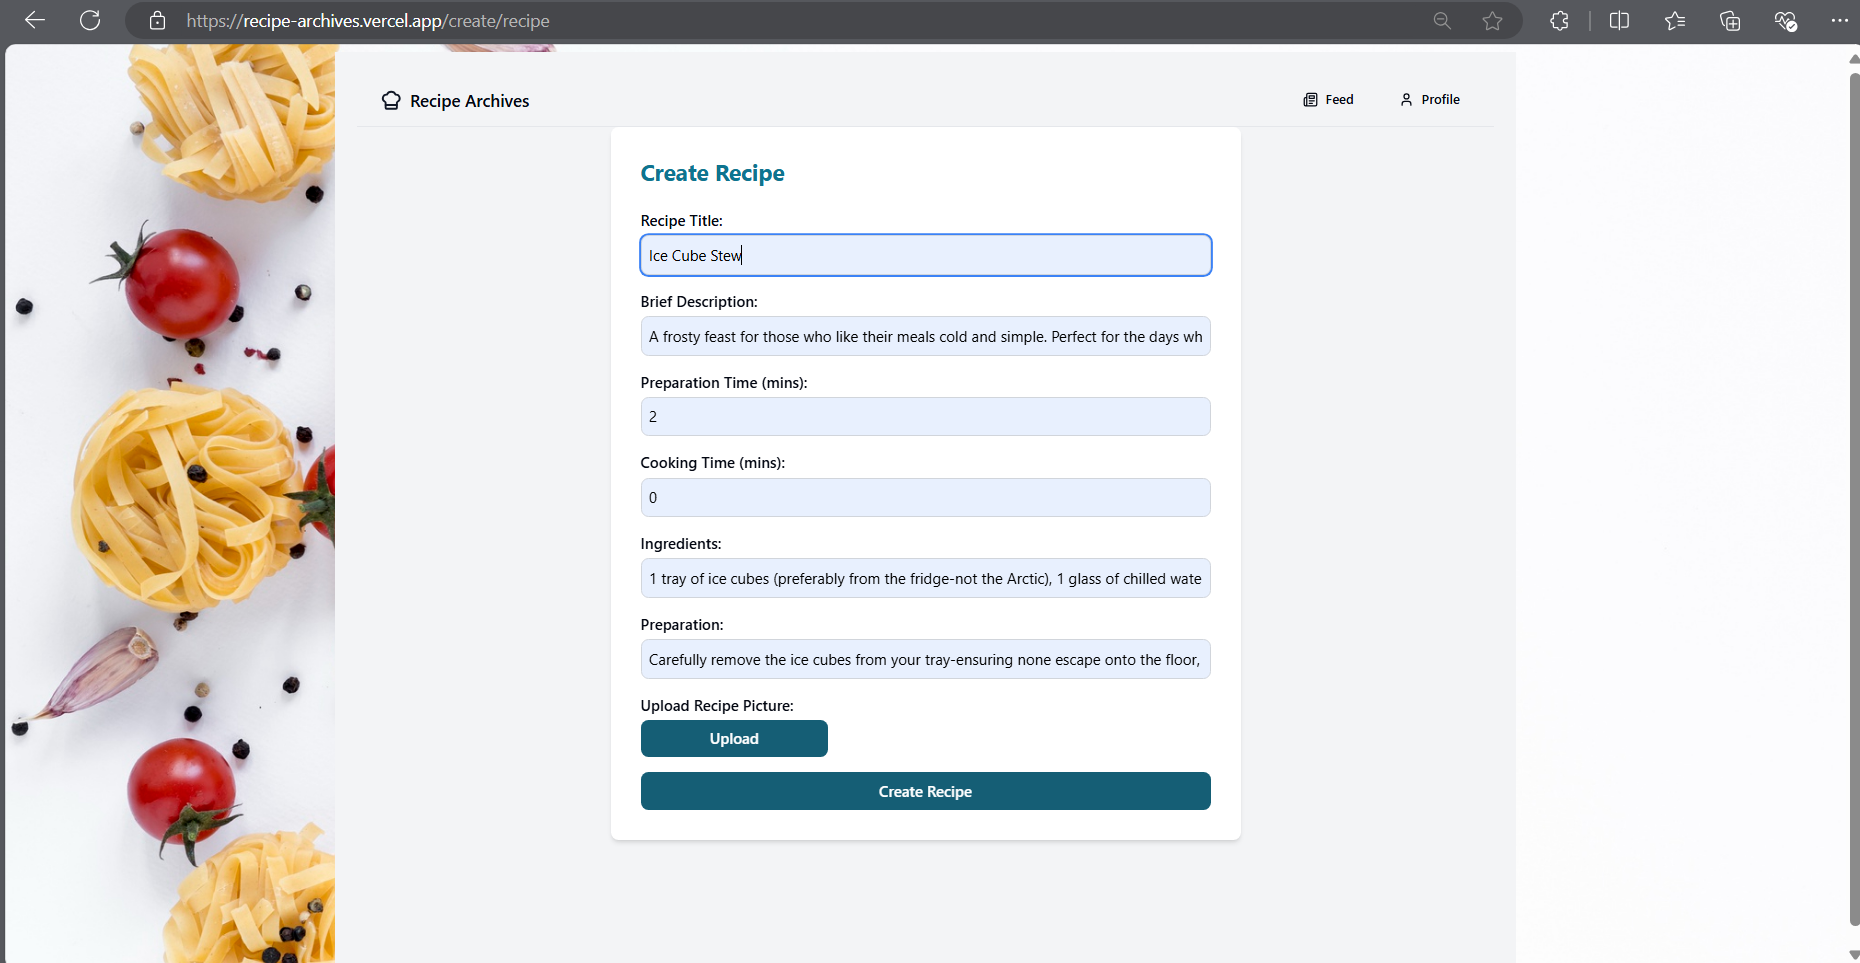 https://recipe-archives.vercel.app/create/recipe
Recipe Archives
Feed
Profile
Create Recipe
Recipe Title:
Ice Cube Stew
Brief Description:
A frosty feast for those who like their meals cold and simple. Perfect for the days wh
Preparation Time (mins):
2
Cooking Time (mins):
0
Ingredients:
1 tray of ice cubes (preferably from the fridge-not the Arctic), 1 glass of chilled wate
Preparation:
Carefully remove the ice cubes from your tray-ensuring none escape onto the floor,
Upload Recipe Picture:
Upload
Create Recipe